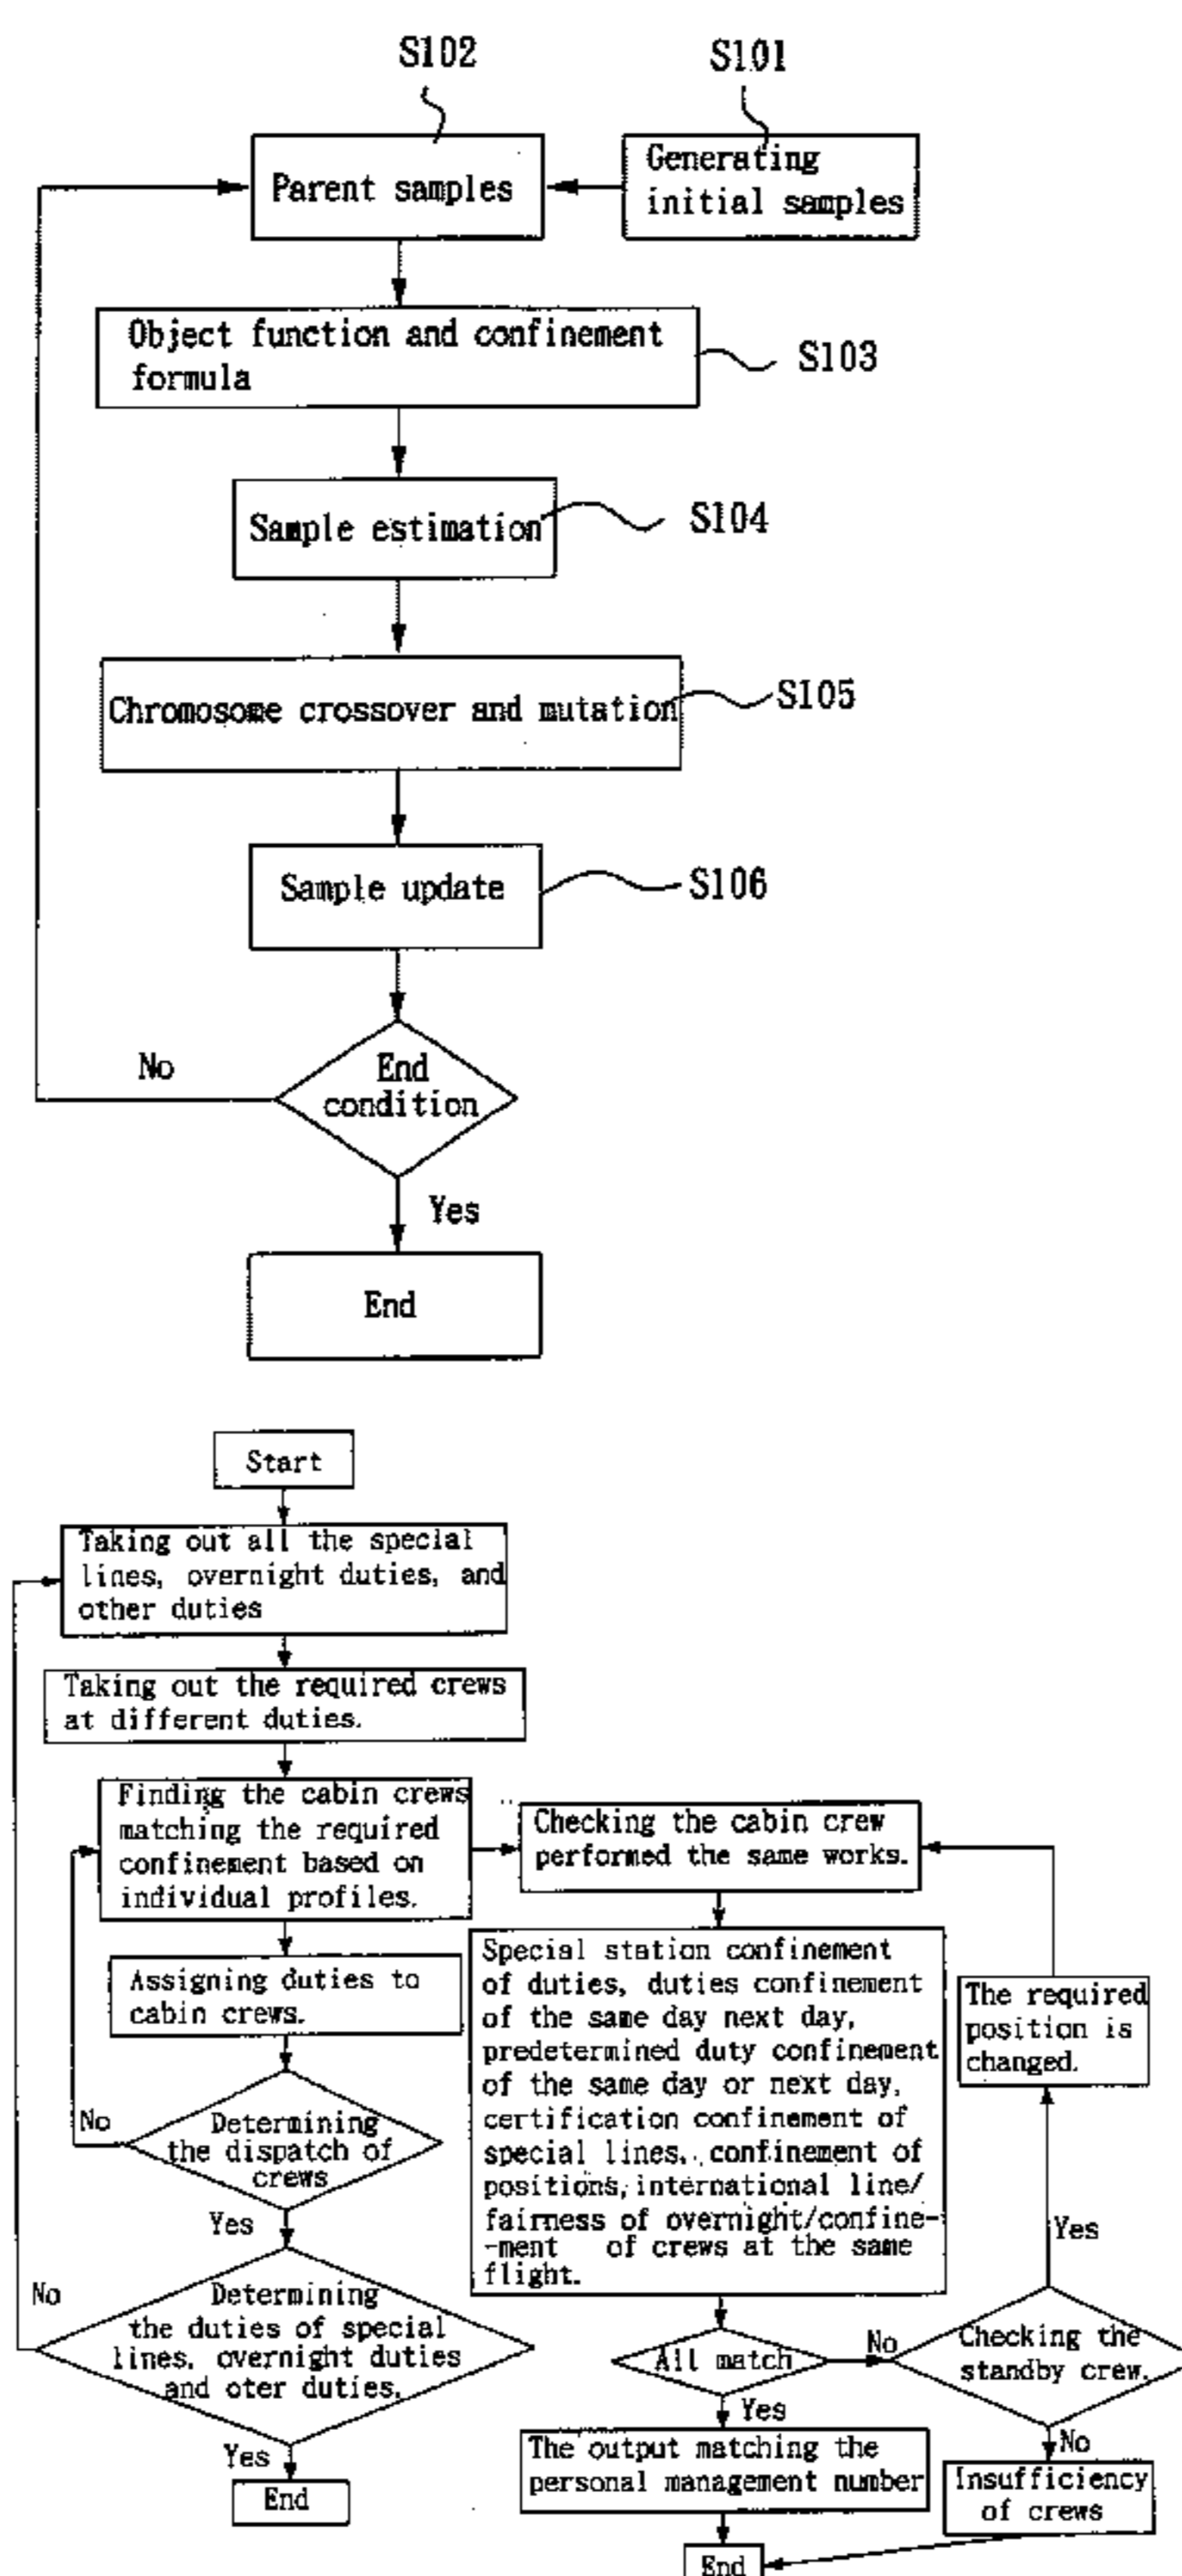 S102
S101
Parent samples
Generating
initial samples
Object function and confinement
formula
S103
Sample estimation
S104
Chromosome crossover and mutation
S105
Sample update
S106
End
condition
No
Yes
End
Start
Taking out all the special
lines, overnight duties, and
other duties
Taking out the required crews
at different duties.
Finding the cabin crews
matching the required
confinement based on
individual profiles.
Assigning duties to
cabin crews.
Determining
the dispatch of
crews
No
Yes
Determining
the duties of special
lines, overnight duties
and oter duties.
No
Yes
End
Checking the cabin crew
performed the same works.
Special station confinement
of duties, duties confinement
of the same day next day,
predetermined duty confinement
of the same day or next day,
certification confinement of
special lines, confinement of
positions, international line/
fairness of overnight/confine-
-ment of crews at the same
flight.
All match
No
Yes
The output matching the
personal management number
End
The required
position is
changed.
Yes
Checking the
standby crew.
No
Insufficiency
of crews